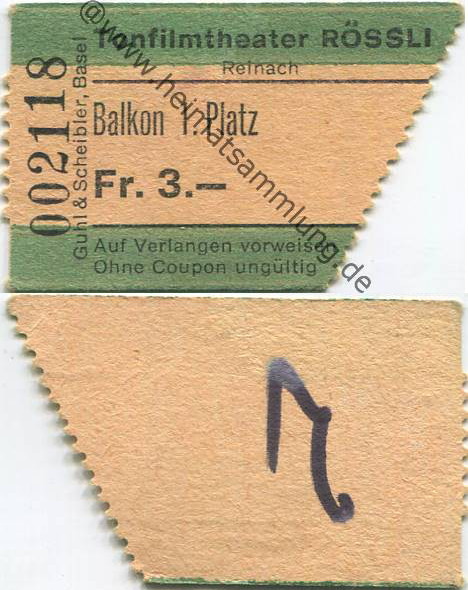 Tonfilmtheater RÖSSLI
Reinach
Balkon 1. Platz
Fr. 3.—
Auf Verlangen vorweisen
Ohne Coupon ungültig
002118
Guhl & Scheibler, Basel
@www.heimatsammlung.de